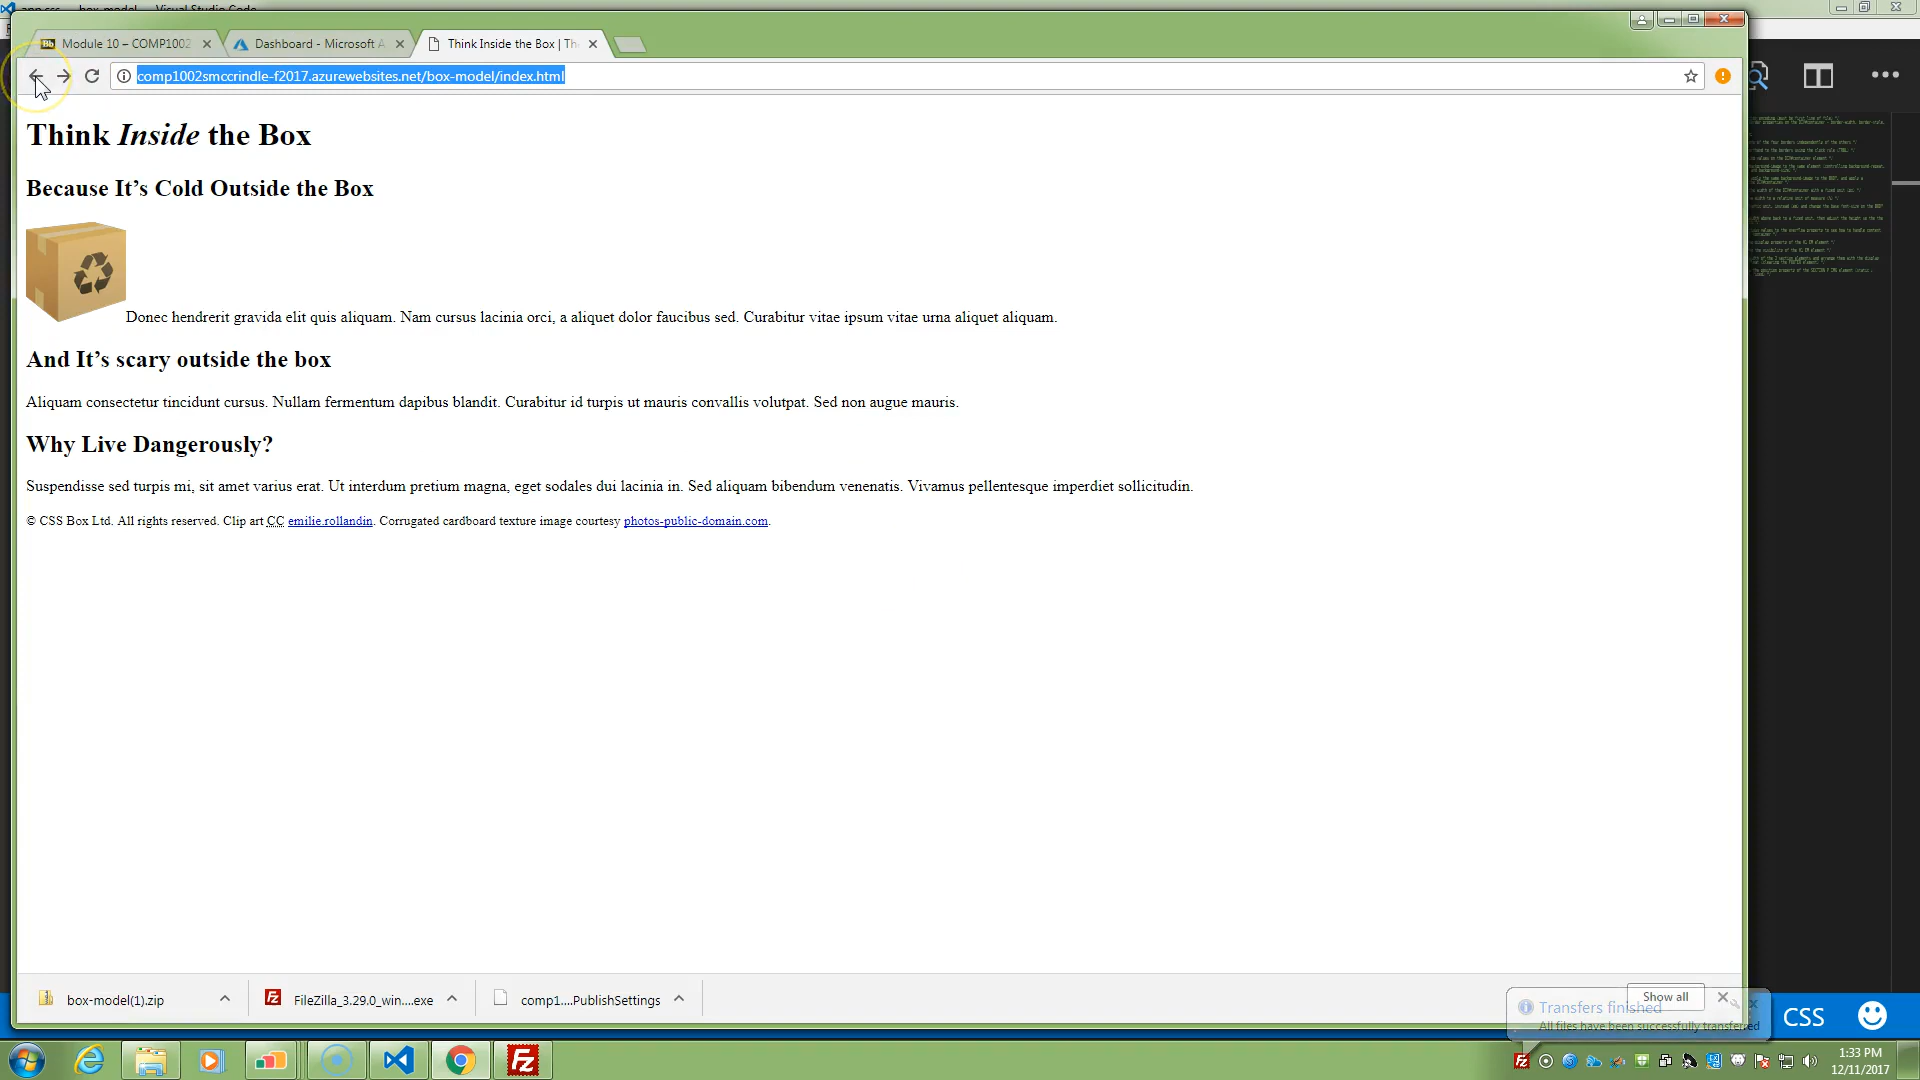 app.css - box-model - Visual Studio Code
Module 10 – COMP1002
Dashboard - Microsoft A
Think Inside the Box | Th
comp1002smccrindle-f2017.azurewebsites.net/box-model/index.html
Think Inside the Box
Because It’s Cold Outside the Box
Donec hendrerit gravida elit quis aliquam. Nam cursus lacinia orci, a aliquet dolor faucibus sed. Curabitur vitae ipsum vitae urna aliquet aliquam.
And It’s scary outside the box
Aliquam consectetur tincidunt cursus. Nullam fermentum dapibus blandit. Curabitur id turpis ut mauris convallis volutpat. Sed non augue mauris.
Why Live Dangerously?
Suspendisse sed turpis mi, sit amet varius erat. Ut interdum pretium magna, eget sodales dui lacinia in. Sed aliquam bibendum venenatis. Vivamus pellentesque imperdiet sollicitudin.
© CSS Box Ltd. All rights reserved. Clip art CC emilie.rollandin. Corrugated cardboard texture image courtesy photos-public-domain.com.
box-model(1).zip
FileZilla_3.29.0_win....exe
comp1....PublishSettings
Show all
Transfers finished
All files have been successfully transferred
CSS
1:33 PM
12/11/2017